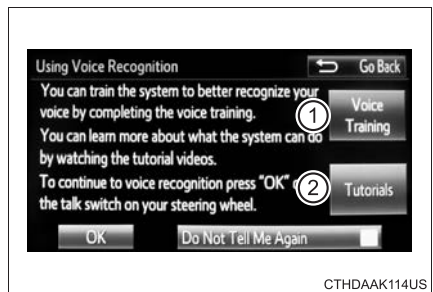 Using Voice Recognition
Go Back
You can train the system to better recognize your
voice by completing the voice training.
1
Voice
Training
You can learn more about what the system can do
by watching the tutorial videos.
To continue to voice recognition press "OK"
2
Tutorials
the talk switch on your steering wheel.
OK
Do Not Tell Me Again
CTHDAAK114US